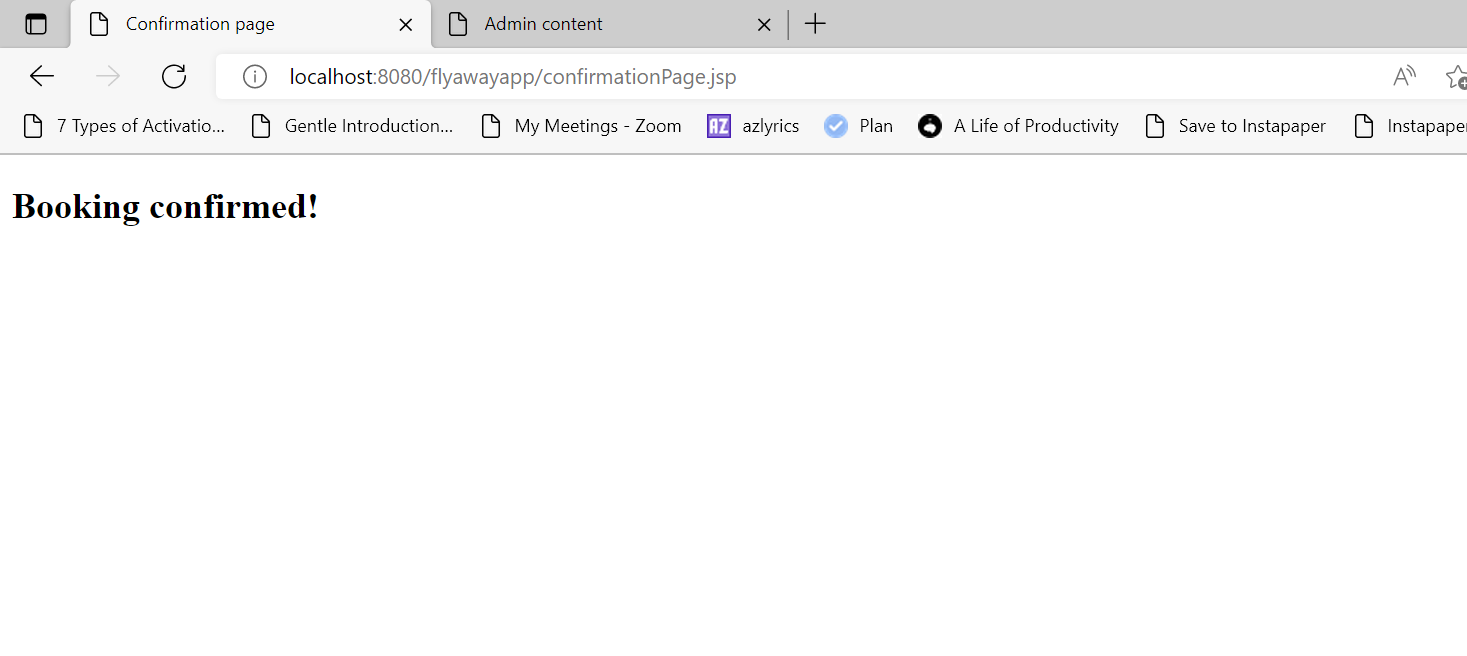 Confirmation page
Admin content
localhost:8080/flyawayapp/confirmationPage.jsp
A
7 Types of Activatio... Gentle Introduction... My Meetings - Zoom AZ azlyrics Plan A Life of Productivity Save to Instapaper Instapaper
Booking confirmed!